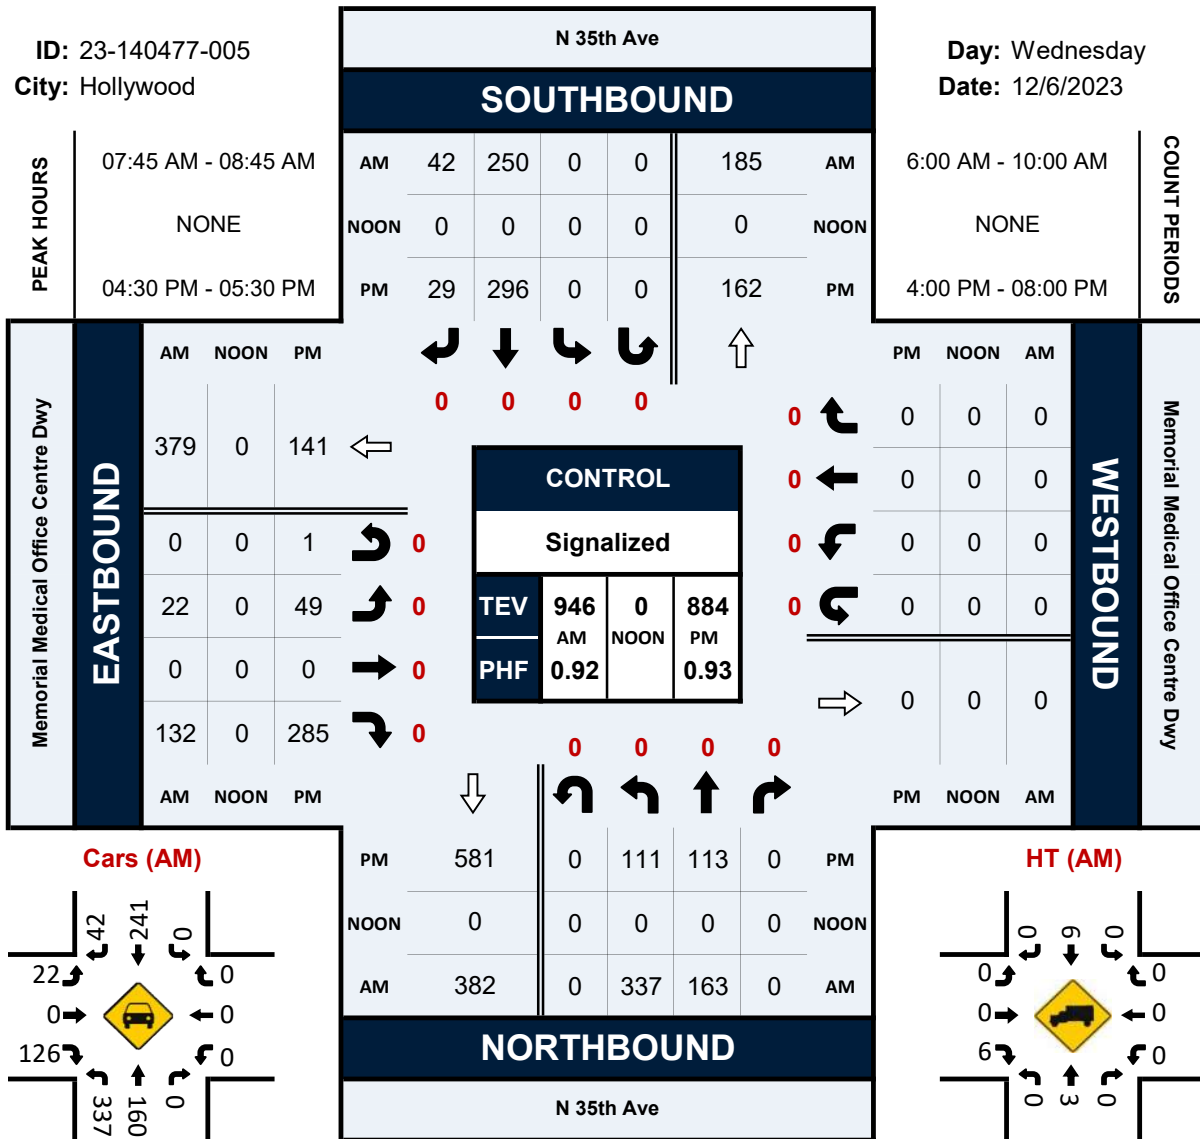 N 35th Ave
ID: 23-140477-005
Day: Wednesday
City: Hollywood
Date: 12/6/2023
SOUTHBOUND
PEAK HOURS
07:45 AM - 08:45 AM
NONE
04:30 PM - 05:30 PM
AM 42 250 0 0 185 AM
NOON 0 0 0 0 0 NOON
PM 29 296 0 0 162 PM
6:00 AM - 10:00 AM
NONE
4:00 PM - 08:00 PM
COUNT PERIODS
0 0 0 0
Memorial Medical Office Centre Dwy
EASTBOUND
AM NOON PM
379 0 141
0 0 1 0
22 0 49 0
0 0 0 0
132 0 285 0
AM NOON PM
CONTROL
Signalized
TEV 946 0 884
AM NOON PM
PHF 0.92 0.93
PM NOON AM
0 0 0 0
0 0 0 0
0 0 0 0
0 0 0 0
0 0 0
PM NOON AM
WESTBOUND
Memorial Medical Office Centre Dwy
0 0 0 0
PM 581 0 111 113 0 PM
NOON 0 0 0 0 0 NOON
AM 382 0 337 163 0 AM
NORTHBOUND
N 35th Ave
Cars (AM)
42 241 0
22 0
0 0
126 0
337 160 0
HT (AM)
0 9 0
0 0
0 0
6 0
0 3 0